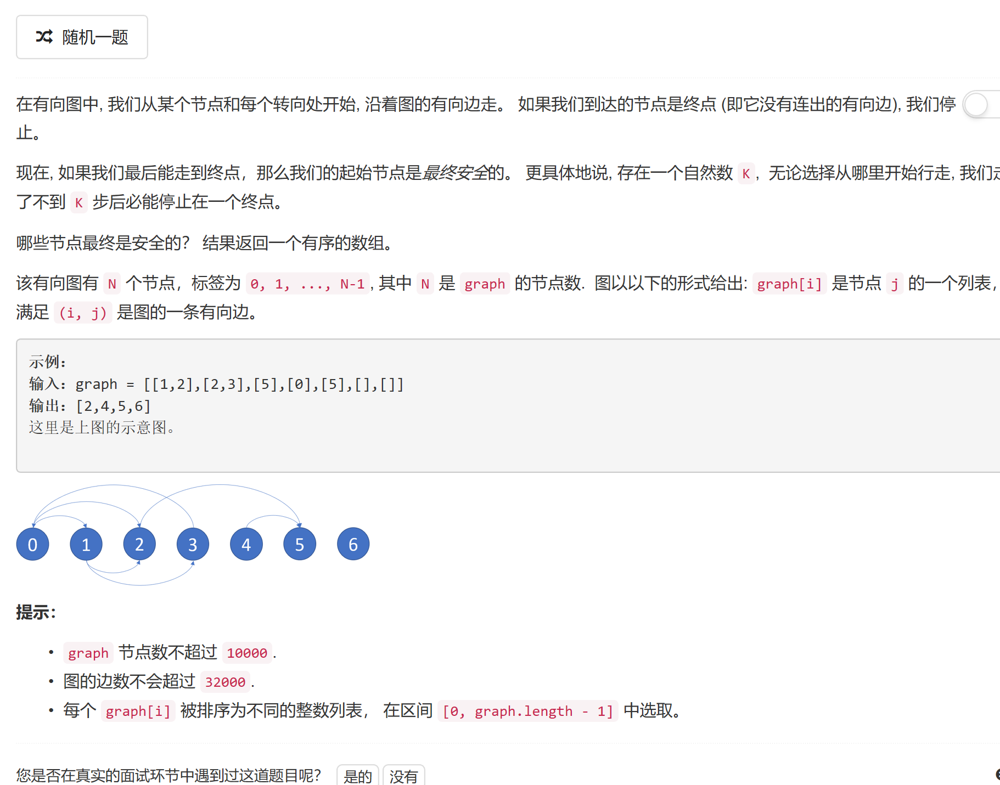 随机一题
在有向图中, 我们从某个节点和每个转向处开始, 沿着图的有向边走。 如果我们到达的节点是终点 (即它没有连出的有向边), 我们停
止。
现在, 如果我们最后能走到终点，那么我们的起始节点是最终安全的。 更具体地说, 存在一个自然数 K， 无论选择从哪里开始行走, 我们走
了不到 K 步后必能停止在一个终点。
哪些节点最终是安全的？ 结果返回一个有序的数组。
该有向图有 N 个节点，标签为 0, 1, ..., N-1, 其中 N 是 graph 的节点数. 图以以下的形式给出: graph[i] 是节点 j 的一个列表，
满足 (i, j) 是图的一条有向边。
示例：
输入：graph = [[1,2],[2,3],[5],[0],[5],[],[]]
输出：[2,4,5,6]
这里是上图的示意图。
0 1 2 3 4 5 6
提示：
• graph 节点数不超过 10000.
• 图的边数不会超过 32000.
• 每个 graph[i] 被排序为不同的整数列表， 在区间 [0, graph.length - 1] 中选取。
您是否在真实的面试环节中遇到过这道题目呢？ 是的 没有